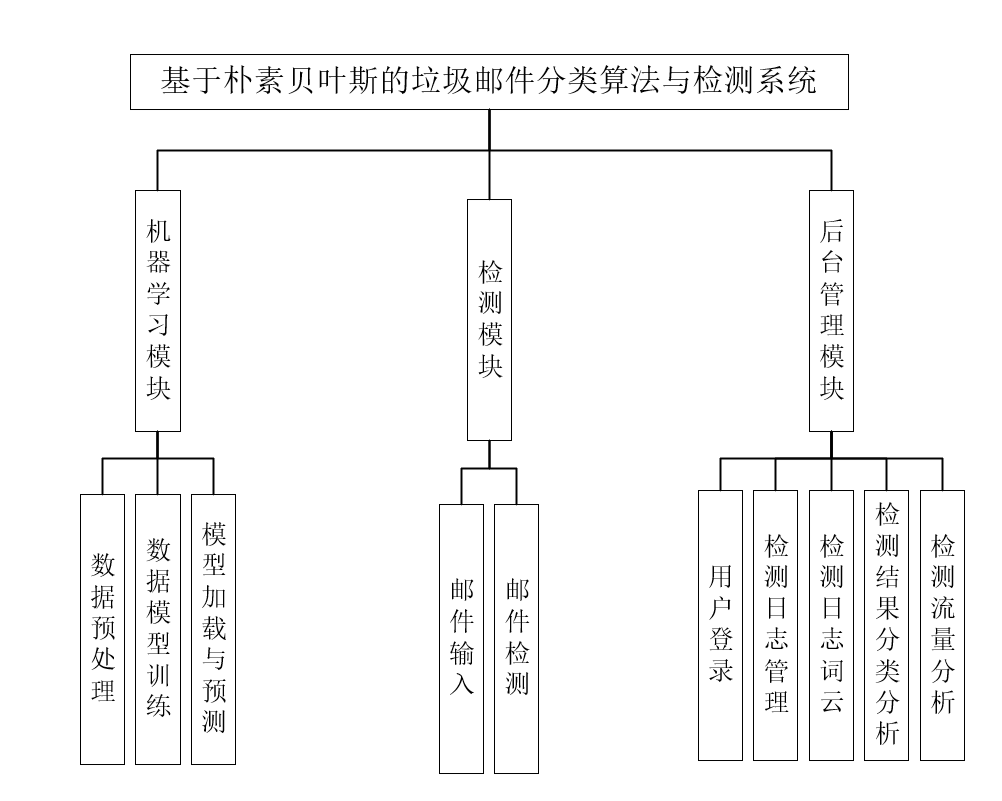 基于朴素贝叶斯的垃圾邮件分类算法与检测系统
机器学习模块
检测模块
后台管理模块
数据预处理
数据模型训练
模型加载与预测
邮件输入
邮件检测
用户登录
检测日志管理
检测日志词云
检测结果分类分析
检测流量分析